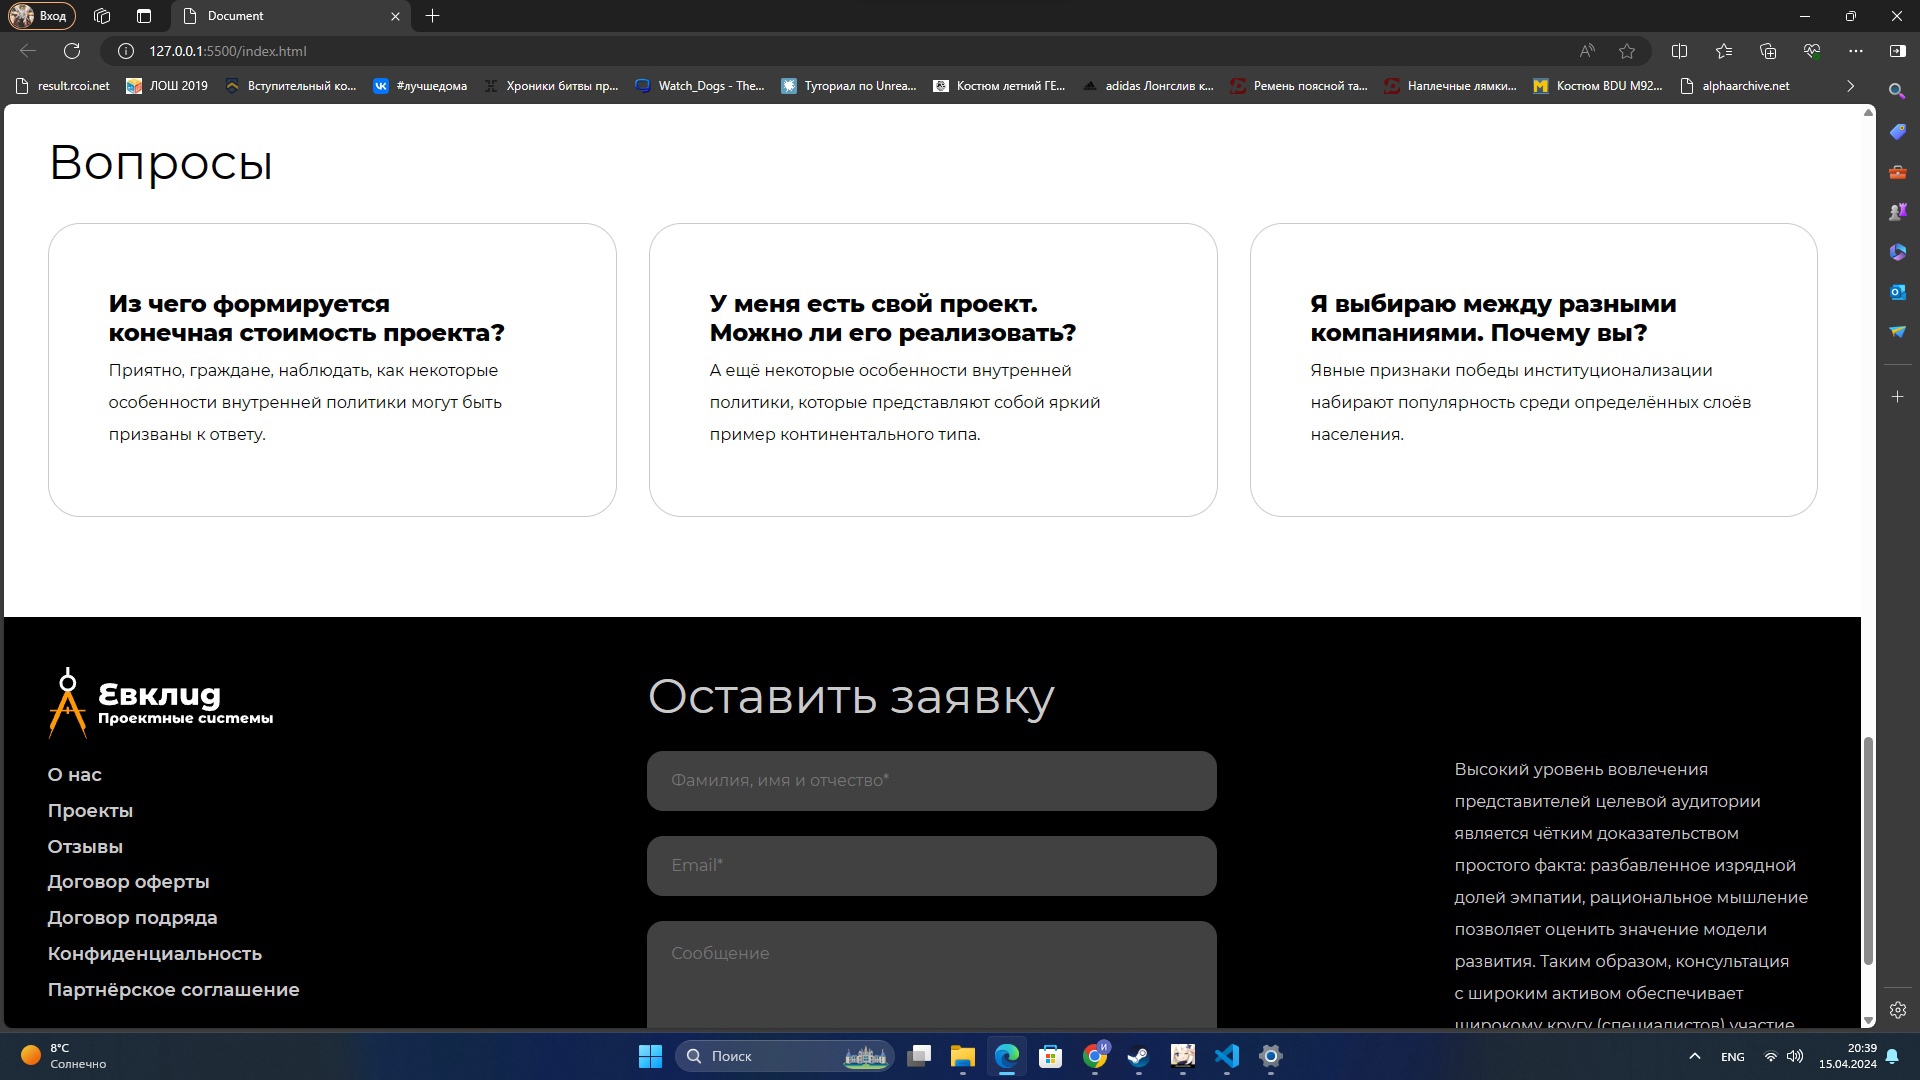 Вход
Document
127.0.0.1:5500/index.html
result.rcoi.net
ЛОШ 2019
Вступительный ко...
#лучшедома
Хроники битвы пр...
Watch_Dogs - The...
Туториал по Unrea...
Костюм летний ГЕ...
adidas Лонгслив к...
Ремень поясной та...
Наплечные лямки...
Костюм BDU M92...
alphaarchive.net
Вопросы
Из чего формируется
конечная стоимость проекта?
Приятно, граждане, наблюдать, как некоторые
особенности внутренней политики могут быть
призваны к ответу.
У меня есть свой проект.
Можно ли его реализовать?
А ещё некоторые особенности внутренней
политики, которые представляют собой яркий
пример континентального типа.
Я выбираю между разными
компаниями. Почему вы?
Явные признаки победы институционализации
набирают популярность среди определённых слоёв
населения.
Евклид
Проектные системы
О нас
Проекты
Отзывы
Договор оферты
Договор подряда
Конфиденциальность
Партнёрское соглашение
Оставить заявку
Фамилия, имя и отчество*
Email*
Сообщение
Высокий уровень вовлечения
представителей целевой аудитории
является чётким доказательством
простого факта: разбавленное изрядной
долей эмпатии, рациональное мышление
позволяет оценить значение модели
развития. Таким образом, консультация
с широким активом обеспечивает
широкому кругу (специалистов) участие
8°C
Солнечно
Поиск
И
ENG
20:39
15.04.2024